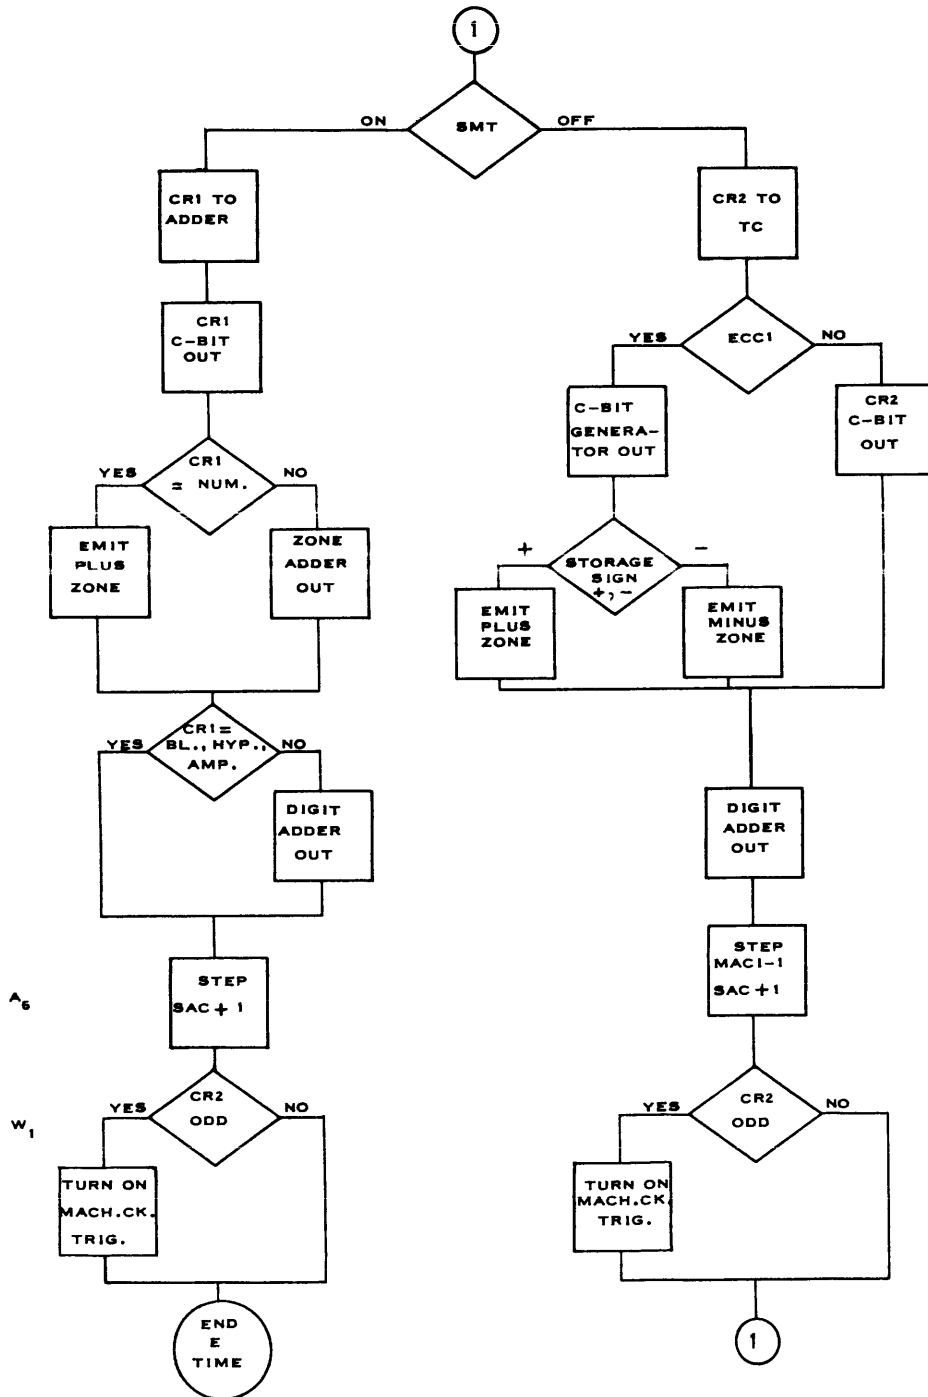 1
SMT
ON
OFF
CR1 TO
ADDER
CR2 TO
TC
CR1
C-BIT
OUT
ECC1
YES
NO
C-BIT
GENERA-
TOR OUT
CR2
C-BIT
OUT
CR1
= NUM.
YES
NO
EMIT
PLUS
ZONE
ZONE
ADDER
OUT
STORAGE
SIGN
+,-
+
-
EMIT
PLUS
ZONE
EMIT
MINUS
ZONE
CR1=
BL., HYP.,
AMP.
YES
NO
DIGIT
ADDER
OUT
DIGIT
ADDER
OUT
A5
STEP
SAC + 1
STEP
MACI-1
SAC + 1
W1
CR2
ODD
YES
NO
CR2
ODD
YES
NO
TURN ON
MACH.CK.
TRIG.
TURN ON
MACH.CK.
TRIG.
END
E
TIME
1